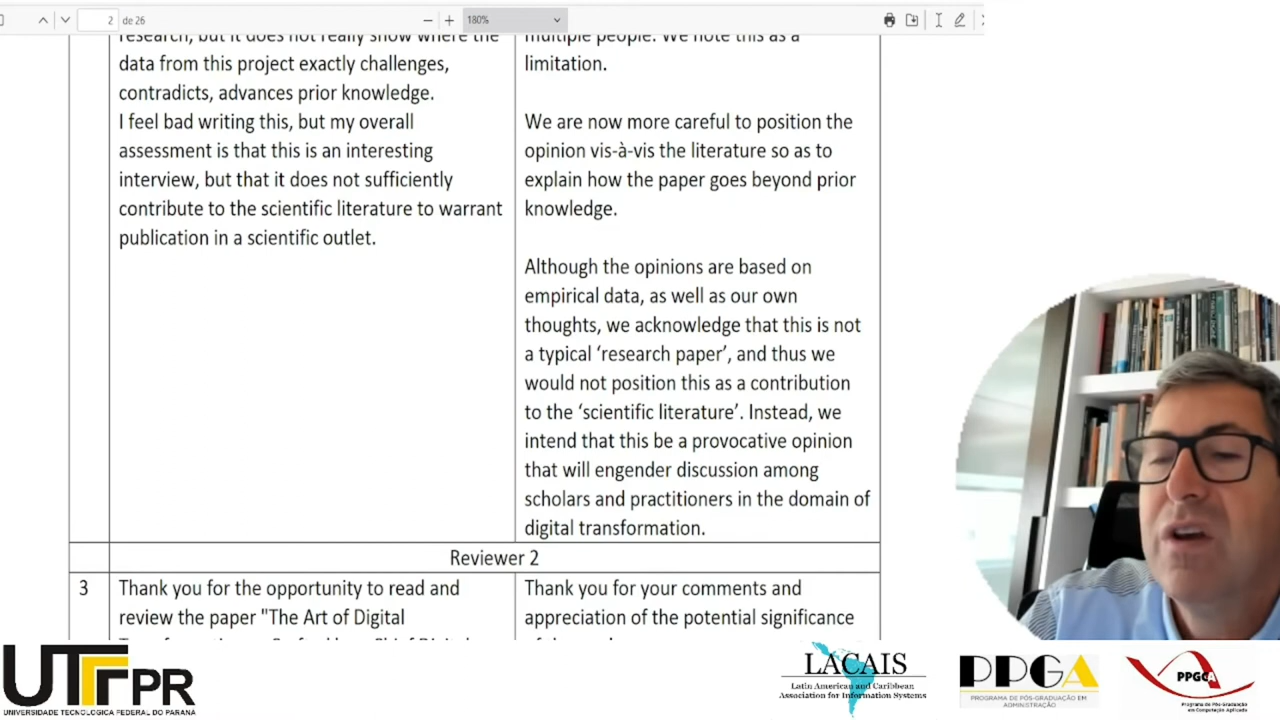 2 de 26
180%
research, but it does not really show where the
data from this project exactly challenges,
contradicts, advances prior knowledge.
I feel bad writing this, but my overall
assessment is that this is an interesting
interview, but that it does not sufficiently
contribute to the scientific literature to warrant
publication in a scientific outlet.
multiple people. We note this as a
limitation.
We are now more careful to position the
opinion vis-à-vis the literature so as to
explain how the paper goes beyond prior
knowledge.
Although the opinions are based on
empirical data, as well as our own
thoughts, we acknowledge that this is not
a typical ‘research paper’, and thus we
would not position this as a contribution
to the ‘scientific literature’. Instead, we
intend that this be a provocative opinion
that will engender discussion among
scholars and practitioners in the domain of
digital transformation.
Reviewer 2
3
Thank you for the opportunity to read and
review the paper "The Art of Digital
Thank you for your comments and
appreciation of the potential significance
UTFPR
UNIVERSIDADE TECNOLÓGICA FEDERAL DO PARANÁ
LACAIS
Latin American and Caribbean
Association for Information Systems
PPGA
PROGRAMA DE PÓS-GRADUAÇÃO EM
ADMINISTRAÇÃO
PPGCA
Programa de Pós-Graduação
em Computação Aplicada